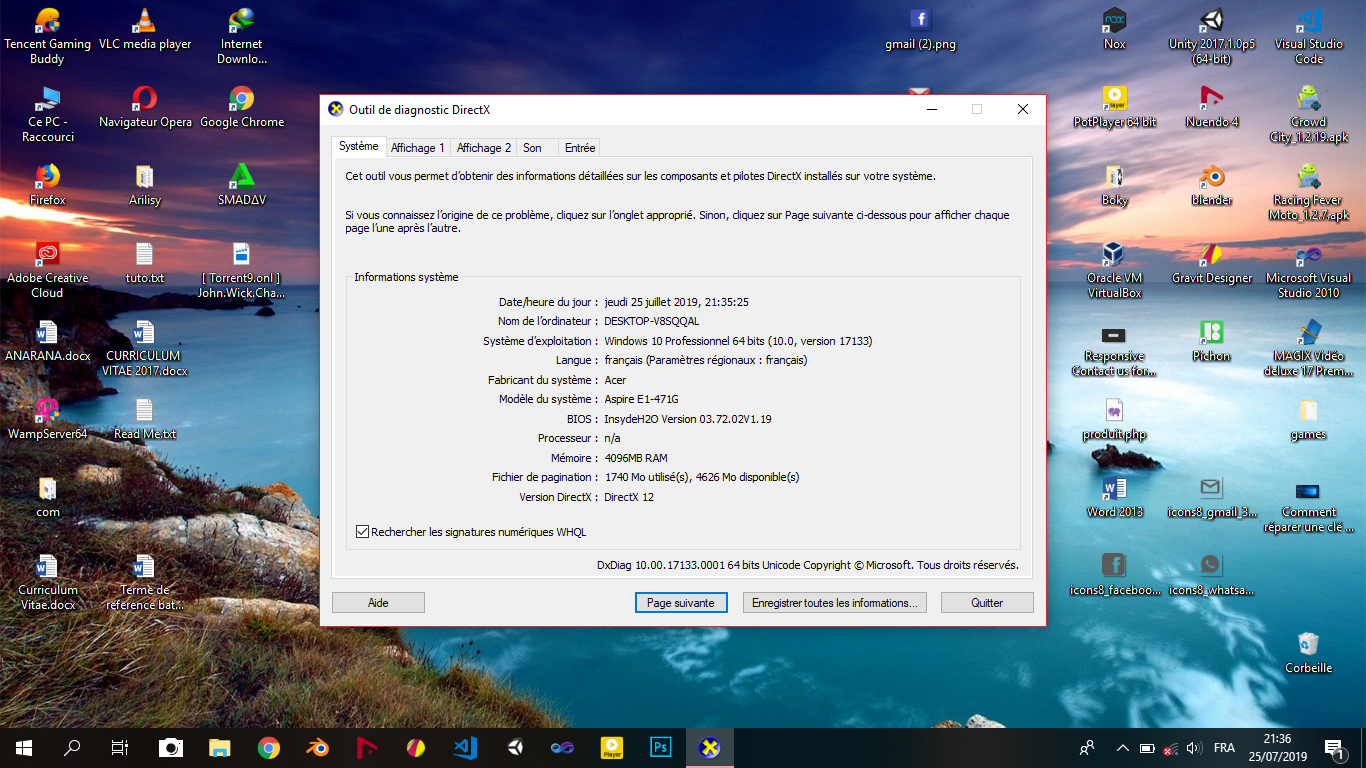 Tencent Gaming
Buddy
VLC media player
Internet
Downlo...
gmail (2).png
Nox
Unity 2017.1.0p5
(64-bit)
Visual Studio
Code
Ce PC -
Raccourci
Navigateur Opera
Google Chrome
PotPlayer 64 bit
Nuendo 4
Crowd
City_1.2.19.apk
Firefox
Arilisy
SMADΔV
Boky
blender
Racing Fever
Moto_1.2.7.apk
Adobe Creative
Cloud
tuto.txt
[ Torrent9.onl ]
John.Wick.Cha...
Oracle VM
VirtualBox
Gravit Designer
Microsoft Visual
Studio 2010
ANARANA.docx
CURRICULUM
VITAE 2017.docx
Responsive
Contact us for...
Pichon
MAGIX Vidéo
deluxe 17 Prem...
WampServer64
Read Me.txt
produit.php
games
com
Word 2013
icons8_gmail_3...
Comment
réparer une clé ...
Curriculum
Vitae.docx
Terme de
reference bat...
icons8_faceboo...
icons8_whatsa...
Corbeille
Outil de diagnostic DirectX
Système
Affichage 1
Affichage 2
Son
Entrée
Cet outil vous permet d'obtenir des informations détaillées sur les composants et pilotes DirectX installés sur votre système.
Si vous connaissez l'origine de ce problème, cliquez sur l'onglet approprié. Sinon, cliquez sur Page suivante ci-dessous pour afficher chaque
page l'une après l'autre.
Informations système
Date/heure du jour : jeudi 25 juillet 2019, 21:35:25
Nom de l'ordinateur : DESKTOP-V8SQQAL
Système d'exploitation : Windows 10 Professionnel 64 bits (10.0, version 17133)
Langue : français (Paramètres régionaux : français)
Fabricant du système : Acer
Modèle du système : Aspire E1-471G
BIOS : InsydeH2O Version 03.72.02V1.19
Processeur : n/a
Mémoire : 4096MB RAM
Fichier de pagination : 1740 Mo utilisé(s), 4626 Mo disponible(s)
Version DirectX : DirectX 12
Rechercher les signatures numériques WHQL
DxDiag 10.00.17133.0001 64 bits Unicode Copyright © Microsoft. Tous droits réservés.
Aide
Page suivante
Enregistrer toutes les informations...
Quitter
Player
Ps
FRA
21:36
25/07/2019
1